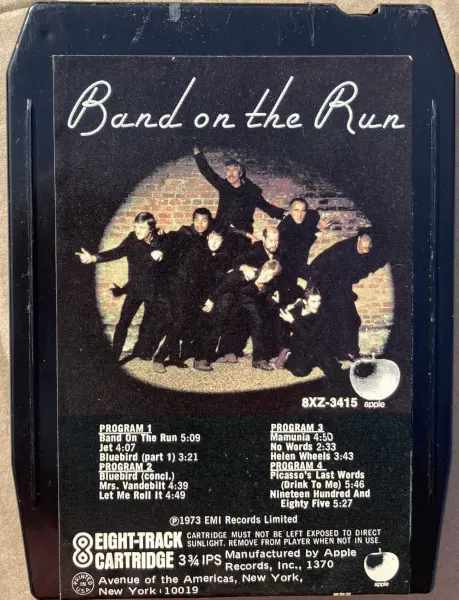 Band on the Run
8XZ-3415
apple
PROGRAM 1
Band On The Run 5:09
Jet 4:07
Bluebird (part 1) 3:21
PROGRAM 2
Bluebird (concl.)
Mrs. Vandebilt 4:39
Let Me Roll It 4:49
PROGRAM 3
Mamunia 4:50
No Words 2:33
Helen Wheels 3:43
PROGRAM 4
Picasso's Last Words
(Drink To Me) 5:46
Nineteen Hundred And
Eighty Five 5:27
℗1973 EMI Records Limited
8 EIGHT-TRACK
CARTRIDGE
CARTRIDGE MUST NOT BE LEFT EXPOSED TO DIRECT
SUNLIGHT. REMOVE FROM PLAYER WHEN NOT IN USE.
3¾ IPS
Manufactured by Apple
Records, Inc., 1370
Avenue of the Americas, New York,
New York 10019
PRINTED IN U.S.A.
apple